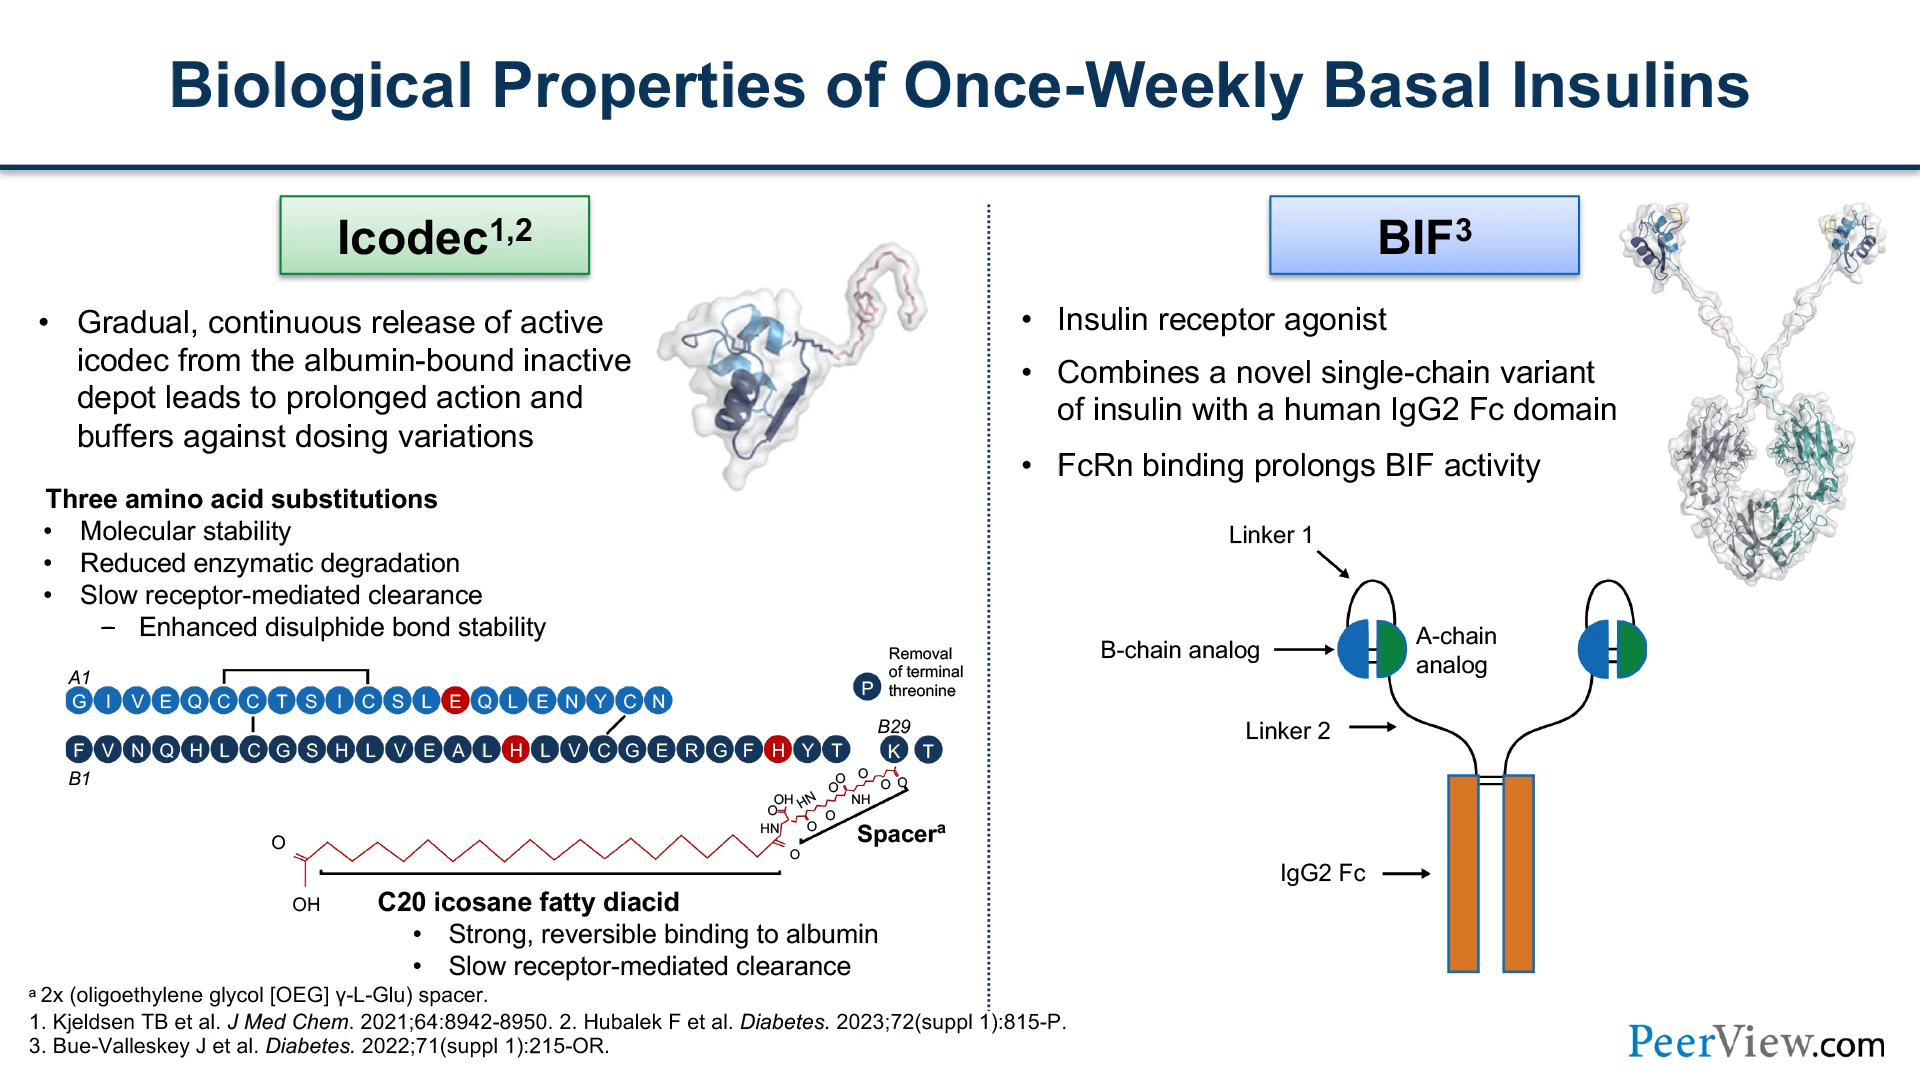 Biological Properties of Once-Weekly Basal Insulins
Icodec1,2
• Gradual, continuous release of active
icodec from the albumin-bound inactive
depot leads to prolonged action and
buffers against dosing variations
Three amino acid substitutions
• Molecular stability
• Reduced enzymatic degradation
• Slow receptor-mediated clearance
– Enhanced disulphide bond stability
Removal
of terminal
threonine
P
A1
G I V E Q C C T S I C S L E Q L E N Y C N
B29
F V N Q H L C G S H L V E A L H L V C G E R G F H Y T K T
B1
O
OH
O
OH
O
HN
HN
O
O
O
O
NH
O
O
O
Spacerᵃ
C20 icosane fatty diacid
• Strong, reversible binding to albumin
• Slow receptor-mediated clearance
BIF3
• Insulin receptor agonist
• Combines a novel single-chain variant
of insulin with a human IgG2 Fc domain
• FcRn binding prolongs BIF activity
Linker 1
B-chain analog
A-chain
analog
Linker 2
IgG2 Fc
ᵃ 2x (oligoethylene glycol [OEG] γ-L-Glu) spacer.
1. Kjeldsen TB et al. J Med Chem. 2021;64:8942-8950. 2. Hubalek F et al. Diabetes. 2023;72(suppl 1):815-P.
3. Bue-Valleskey J et al. Diabetes. 2022;71(suppl 1):215-OR.
PeerView.com